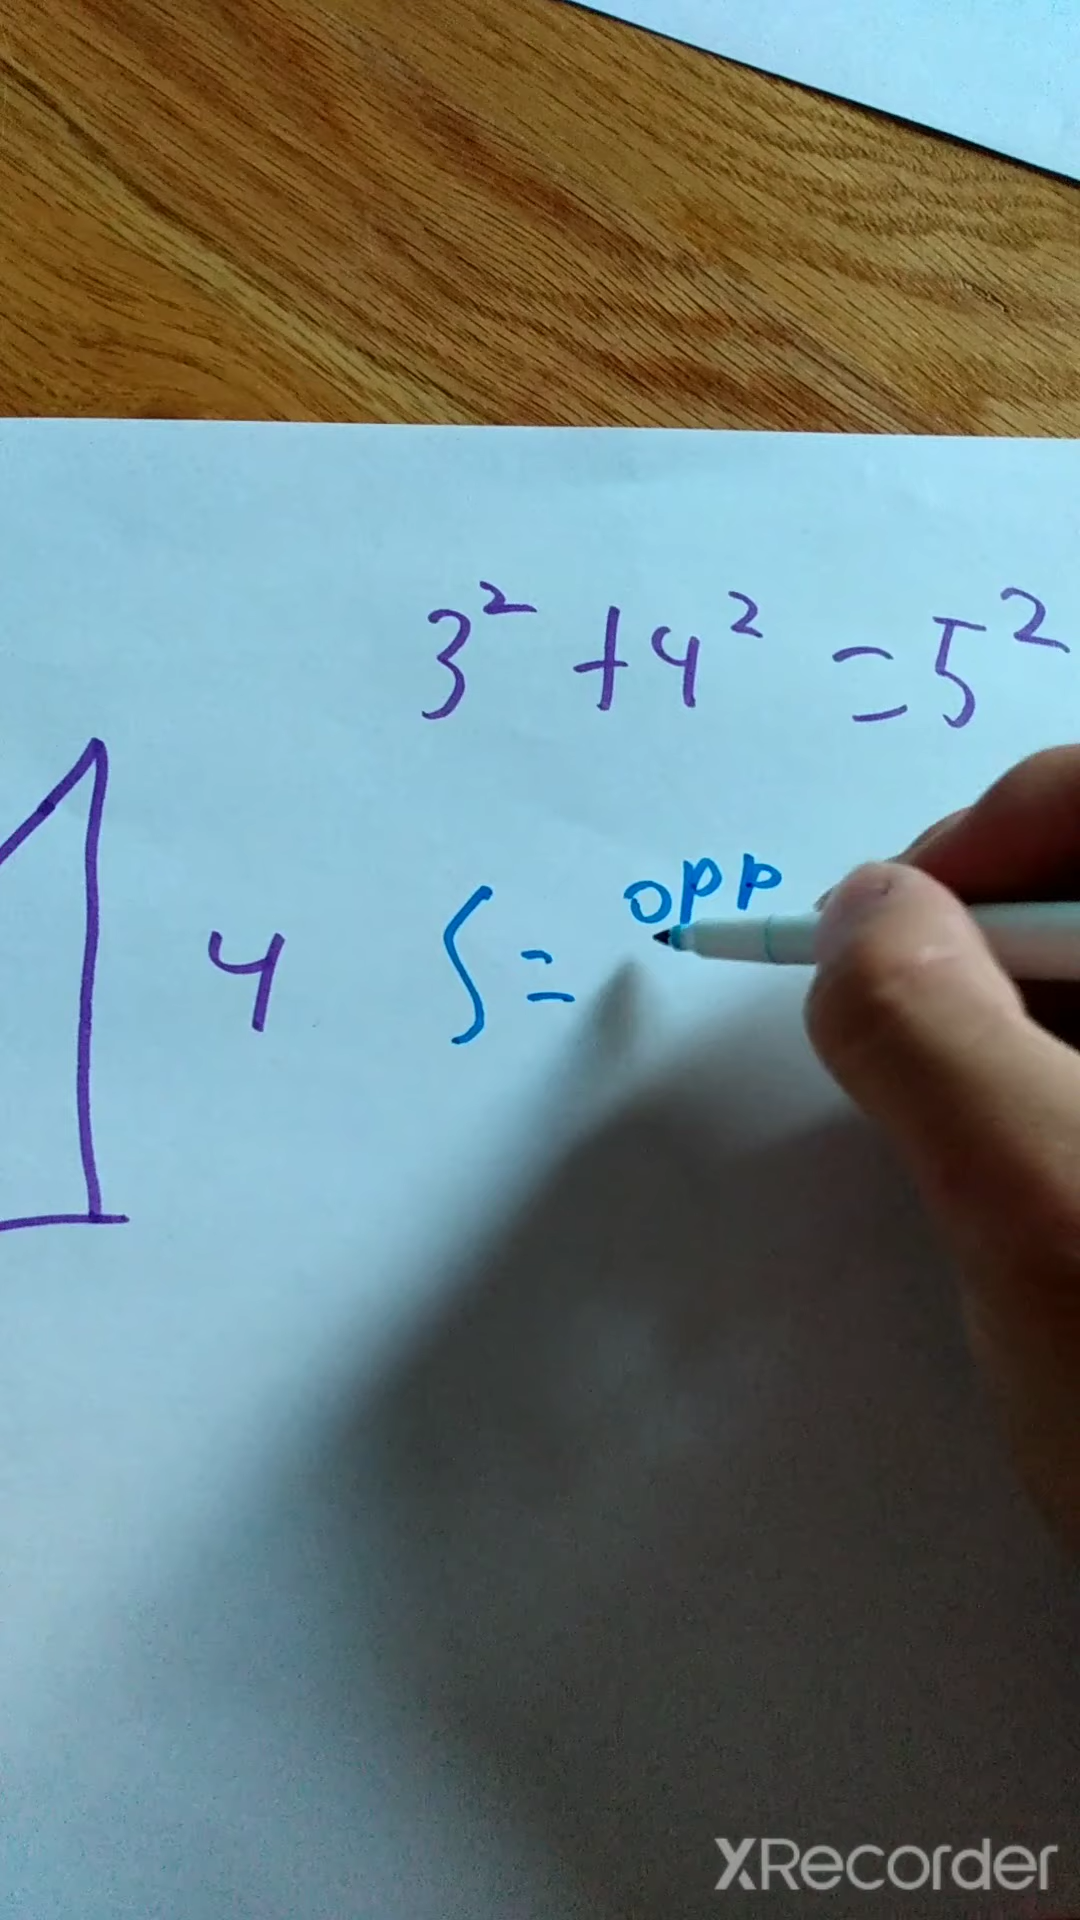 3² + 4² = 5²
opp
4 S =
XRecorder